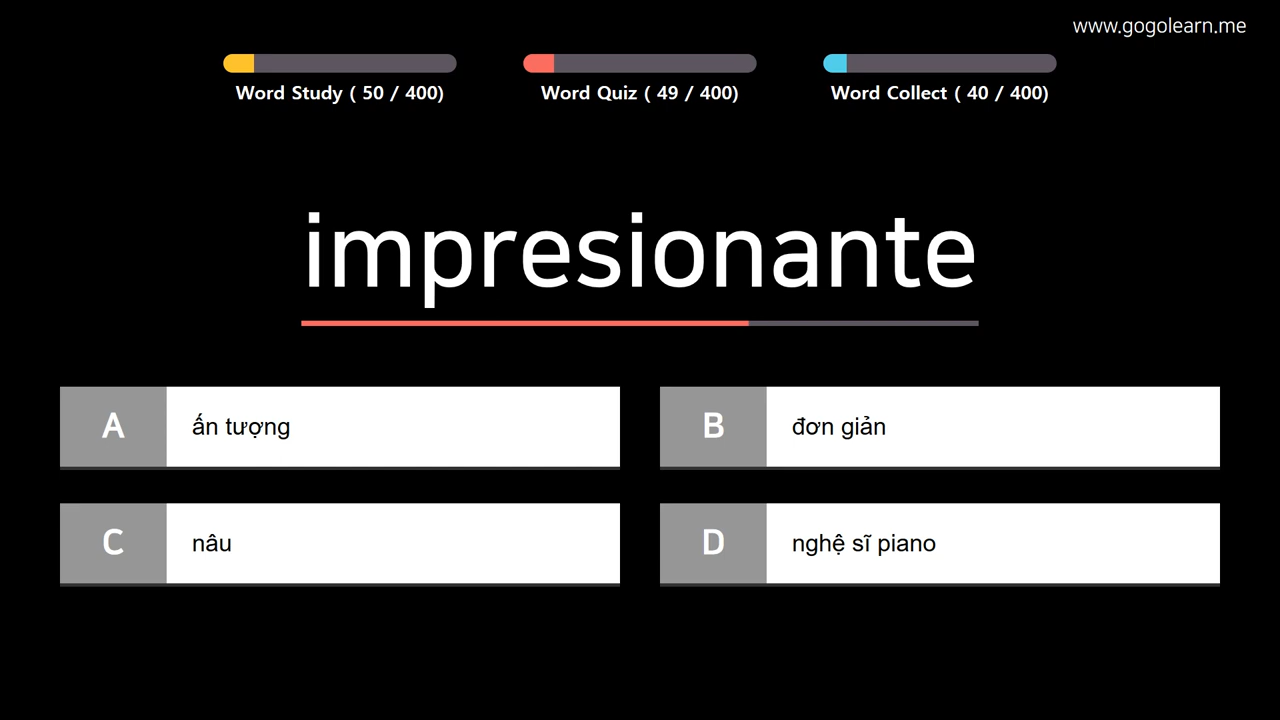 www.gogolearn.me
Word Study ( 50 / 400)
Word Quiz ( 49 / 400)
Word Collect ( 40 / 400)
impresionante
A
ấn tượng
B
đơn giản
C
nâu
D
nghệ sĩ piano